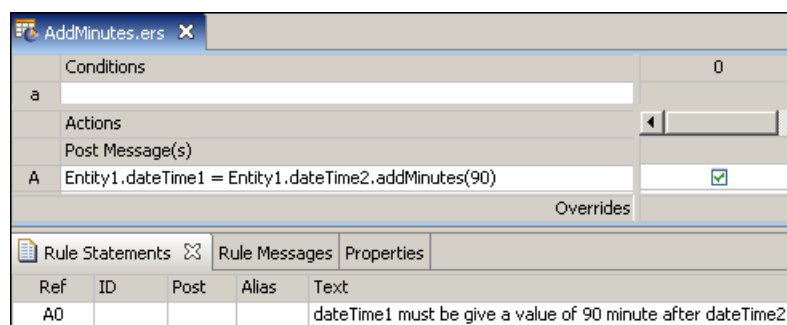 AddMinutes.ers
Conditions 0
a
Actions
Post Message(s)
A Entity1.dateTime1 = Entity1.dateTime2.addMinutes(90)
Overrides
Rule Statements Rule Messages Properties
Ref ID Post Alias Text
A0 dateTime1 must be give a value of 90 minute after dateTime2